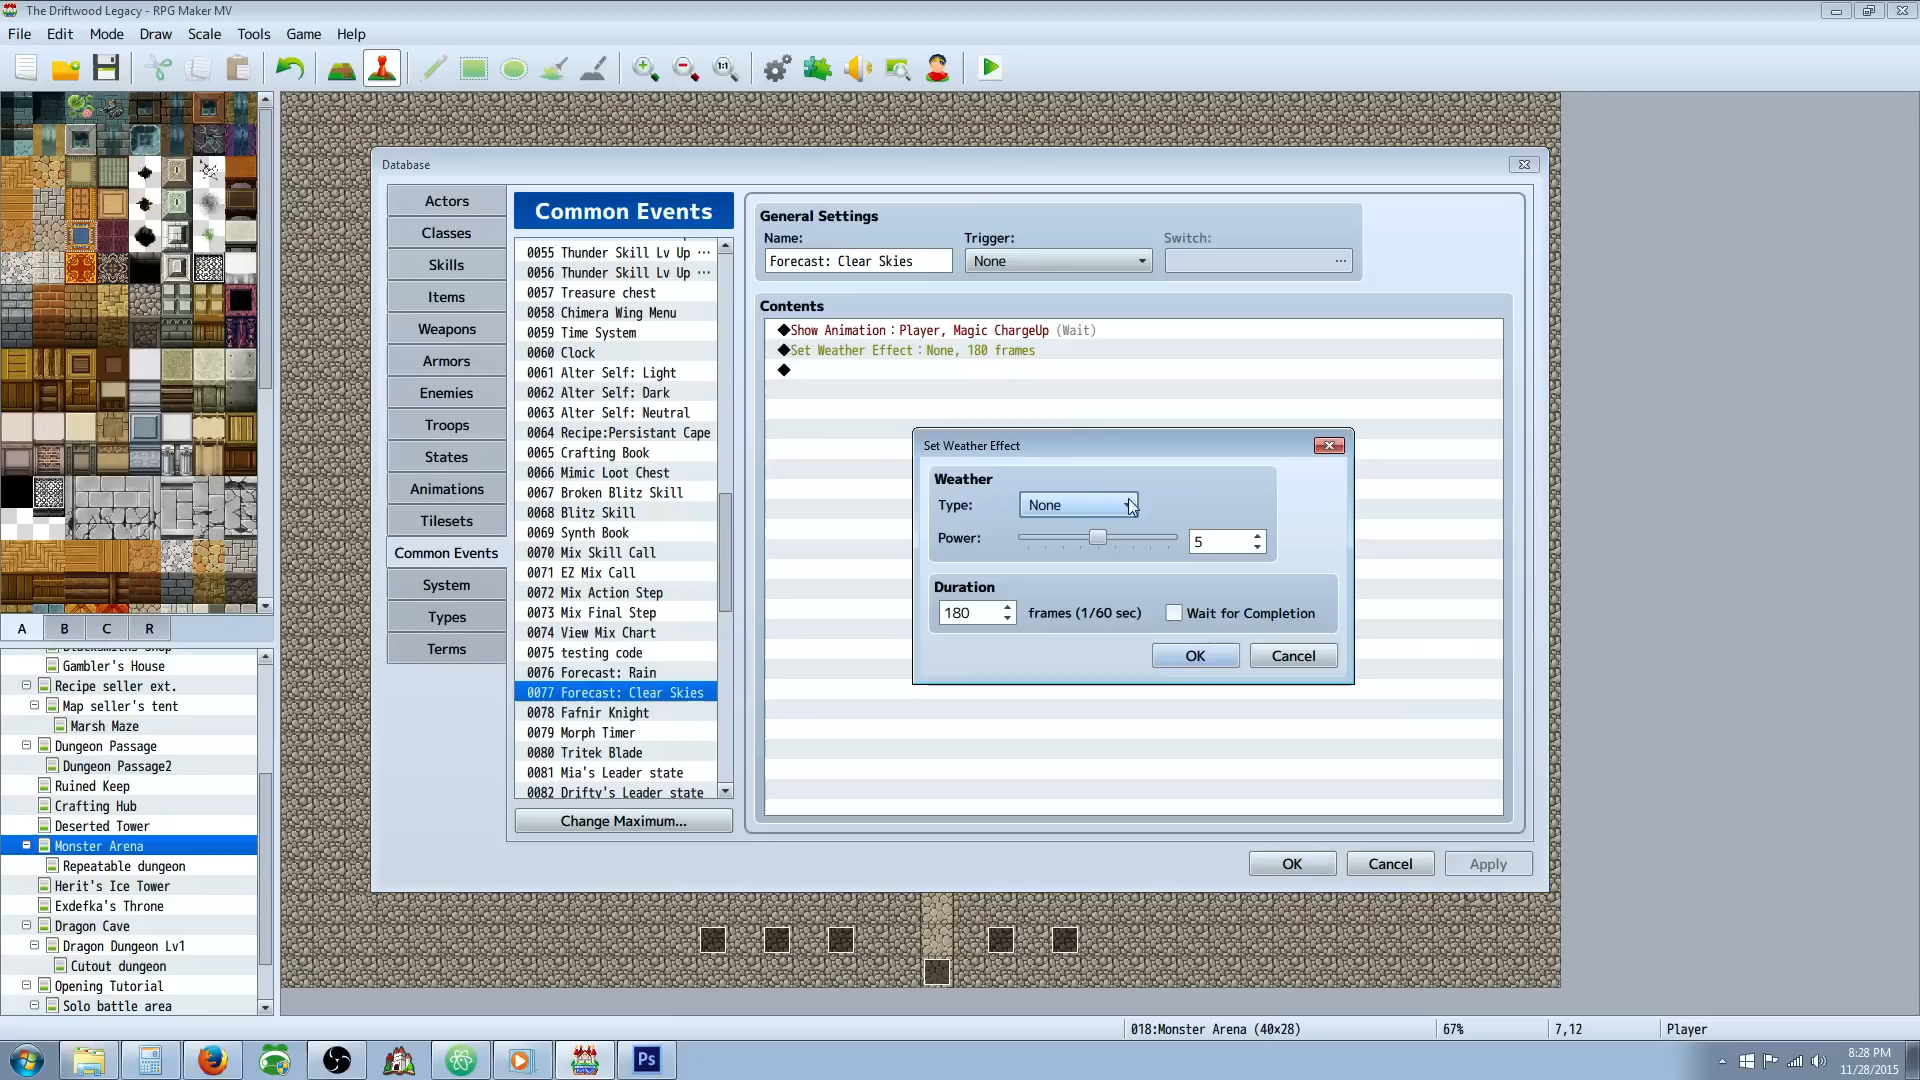 The Driftwood Legacy - RPG Maker MV
File Edit Mode Draw Scale Tools Game Help
1:1
Database
Actors
Classes
Skills
Items
Weapons
Armors
Enemies
Troops
States
Animations
Tilesets
Common Events
System
Types
Terms
Common Events
0055 Thunder Skill Lv Up ...
0056 Thunder Skill Lv Up ...
0057 Treasure chest
0058 Chimera Wing Menu
0059 Time System
0060 Clock
0061 Alter Self: Light
0062 Alter Self: Dark
0063 Alter Self: Neutral
0064 Recipe:Persistant Cape
0065 Crafting Book
0066 Mimic Loot Chest
0067 Broken Blitz Skill
0068 Blitz Skill
0069 Synth Book
0070 Mix Skill Call
0071 EZ Mix Call
0072 Mix Action Step
0073 Mix Final Step
0074 View Mix Chart
0075 testing code
0076 Forecast: Rain
0077 Forecast: Clear Skies
0078 Fafnir Knight
0079 Morph Timer
0080 Tritek Blade
0081 Mia's Leader state
0082 Drifty's Leader state
Change Maximum...
General Settings
Name: Trigger: Switch:
Forecast: Clear Skies None ...
Contents
◆Show Animation : Player, Magic ChargeUp (Wait)
◆Set Weather Effect : None, 180 frames
◆
Set Weather Effect
Weather
Type: None
Power: 5
Duration
180 frames (1/60 sec) Wait for Completion
OK Cancel
OK Cancel Apply
A B C R
Blacksmiths Shop
Gambler's House
Recipe seller ext.
Map seller's tent
Marsh Maze
Dungeon Passage
Dungeon Passage2
Ruined Keep
Crafting Hub
Deserted Tower
Monster Arena
Repeatable dungeon
Herit's Ice Tower
Exdefka's Throne
Dragon Cave
Dragon Dungeon Lv1
Cutout dungeon
Opening Tutorial
Solo battle area
018:Monster Arena (40x28) 67% 7,12 Player
Ps
8:28 PM
11/28/2015